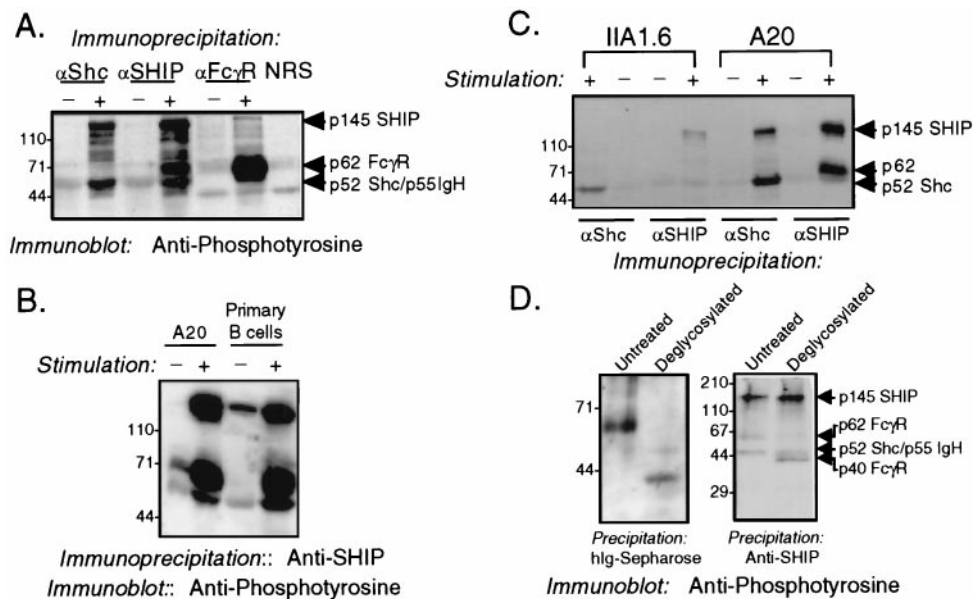 A.
Immunoprecipitation:
αShc αSHIP αFcγR NRS
− + − + − +
110
71
44
p145 SHIP
p62 FcγR
p52 Shc/p55IgH
Immunoblot: Anti-Phosphotyrosine
B.
Primary
A20 B cells
Stimulation: − + − +
110
71
44
Immunoprecipitation:: Anti-SHIP
Immunoblot:: Anti-Phosphotyrosine
C.
IIA1.6 A20
Stimulation: + − − + − + − +
110
71
44
p145 SHIP
p62
p52 Shc
αShc αSHIP αShc αSHIP
Immunoprecipitation:
D.
Untreated
Deglycosylated
Untreated
Deglycosylated
71
44
210
110
67
44
29
p145 SHIP
p62 FcγR
p52 Shc/p55 IgH
p40 FcγR
Precipitation:
hIg-Sepharose
Precipitation:
Anti-SHIP
Immunoblot: Anti-Phosphotyrosine